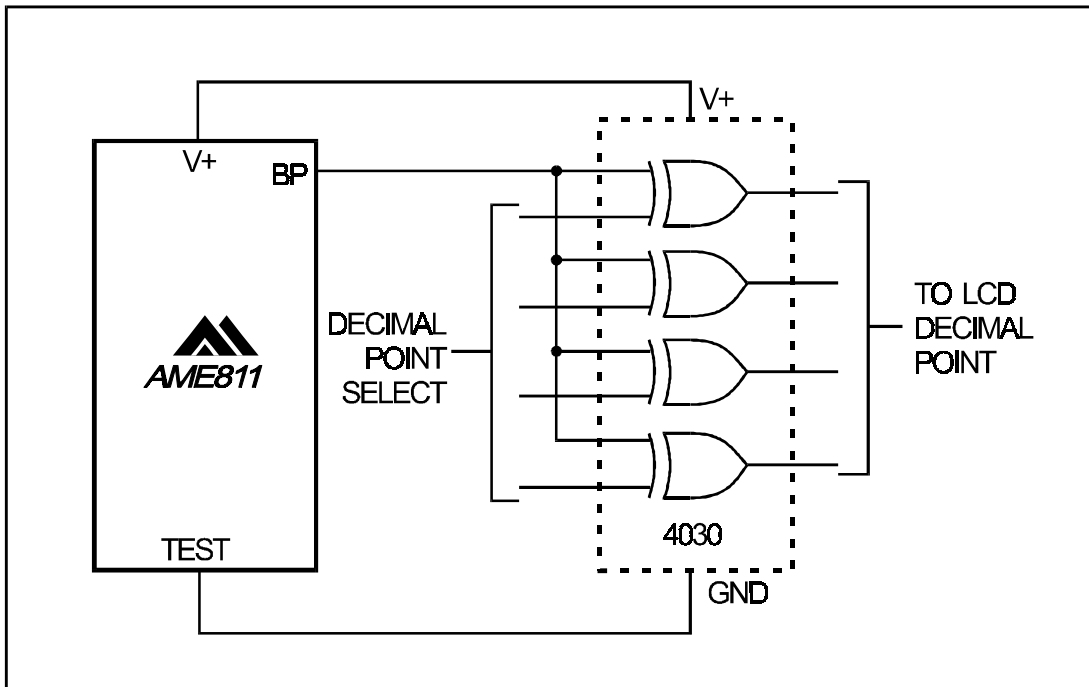 V+
V+
BP
DECIMAL
POINT
SELECT
TO LCD
DECIMAL
POINT
AME811
4030
TEST
GND